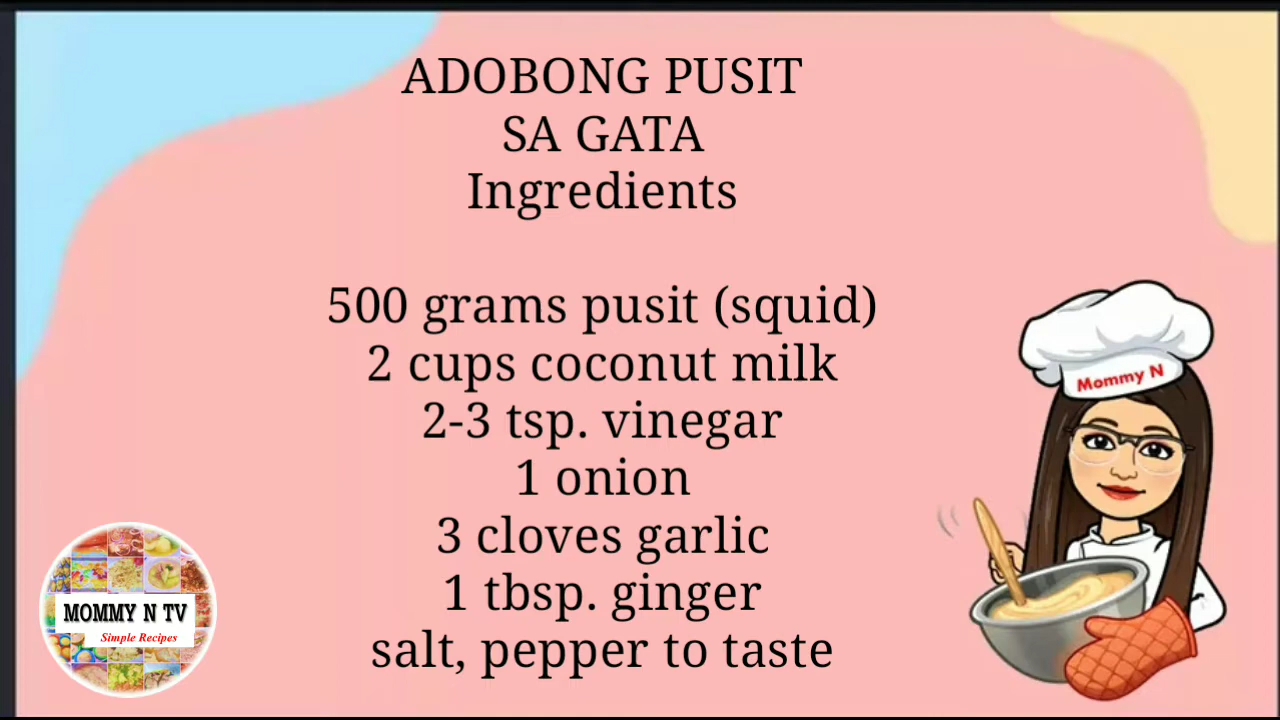 ADOBONG PUSIT
SA GATA
Ingredients
500 grams pusit (squid)
2 cups coconut milk
2-3 tsp. vinegar
1 onion
3 cloves garlic
1 tbsp. ginger
salt, pepper to taste
Mommy N
MOMMY N TV
Simple Recipes